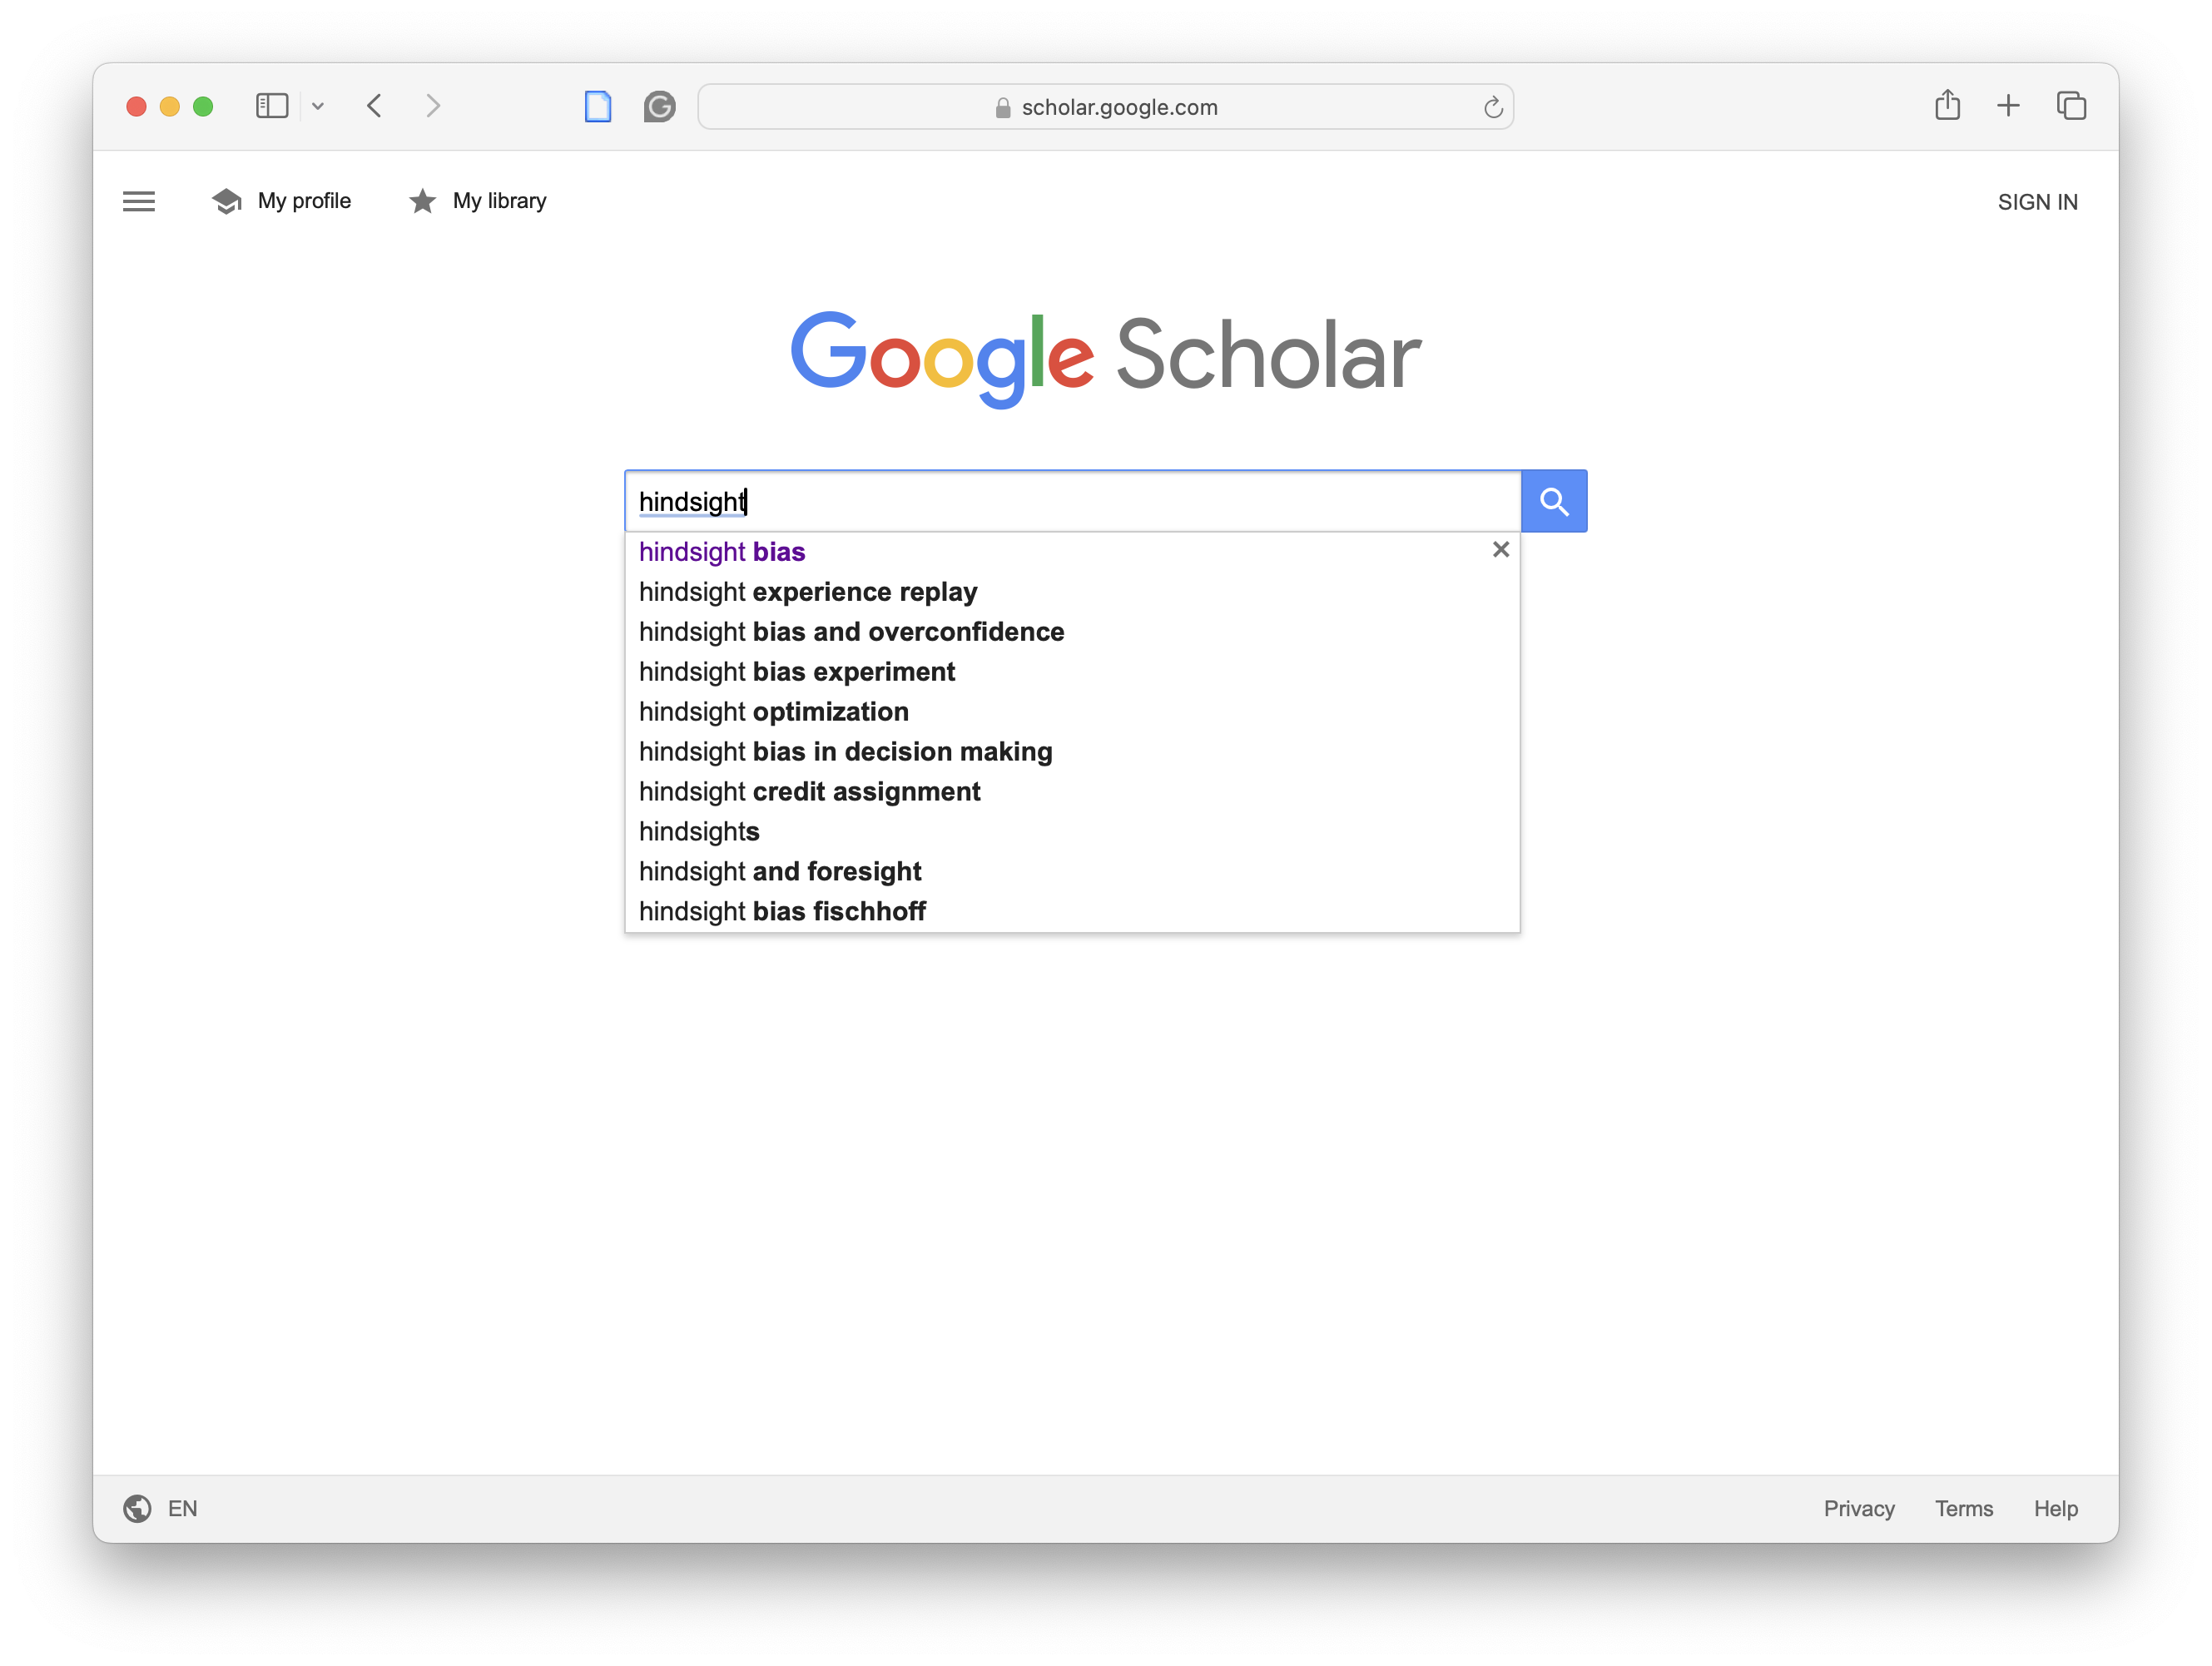 scholar.google.com
My profile
My library
SIGN IN
Google Scholar
hindsight
hindsight bias
hindsight experience replay
hindsight bias and overconfidence
hindsight bias experiment
hindsight optimization
hindsight bias in decision making
hindsight credit assignment
hindsights
hindsight and foresight
hindsight bias fischhoff
EN
Privacy
Terms
Help